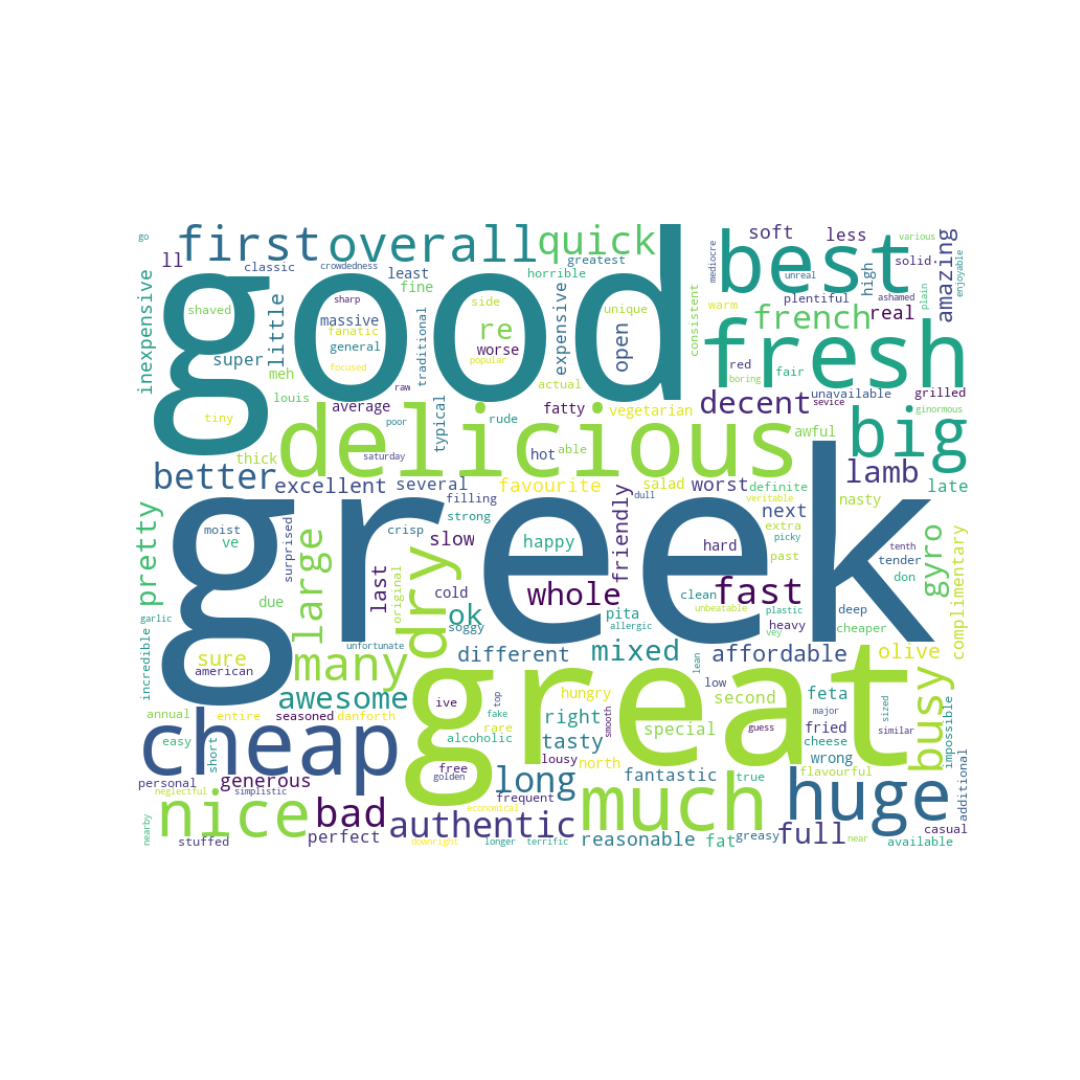 go
first
overall
quick
best
soft
less
various
ll
classic
crowdedness
least
fine
horrible
greatest
mediocre
unreal
high
solid
amazing
enjoyable
inexpensive
good
shaved
massive
sharp
fanatic
general
focused
side
re
worse
popular
unique
open
expensive
consistent
warm
plentiful
ashamed
plain
french
real
super
little
traditional
fresh
meh
louis
tiny
average
raw
poor
actual
fatty
rude
typical
vegetarian
red
boring
fair
unavailable
sevice
grilled
ginormous
decent
big
thick
saturday
delicious
hot
able
awful
better
excellent
several
favourite
salad
worst
definite
lamb
late
filling
dull
veritable
nasty
pretty
greek
moist
ve
surprised
large
crisp
strong
slow
happy
friendly
hard
next
extra
picky
past
tenth
tender
don
gyro
complimentary
due
last
original
dry
cold
ok
soggy
whole
pita
allergic
clean
unbeatable
fast
plastic
vey
heavy
deep
cheaper
garlic
incredible
sure
american
many
unfortunate
different
mixed
lean
affordable
olive
busy
impossible
awesome
great
ive
top
fake
hungry
smooth
low
second
feta
major
sized
similar
annual
entire
seasoned
danforth
rare
right
special
guess
fried
cheese
wrong
easy
short
cheap
alcoholic
tasty
lousy
north
fantastic
true
flavourful
additional
personal
generous
free
golden
long
frequent
much
huge
neglectful
simplistic
nice
bad
economical
authentic
reasonable
fat
greasy
full
near
casual
nearby
stuffed
perfect
downright
longer
terrific
available